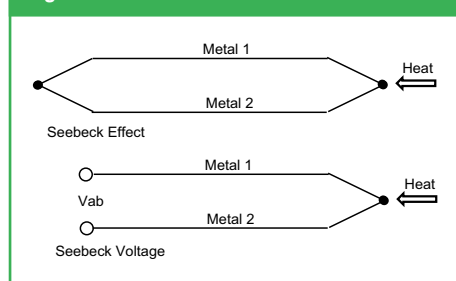 Metal 1
Heat
Metal 2
Seebeck Effect
Metal 1
Heat
Vab
Metal 2
Seebeck Voltage